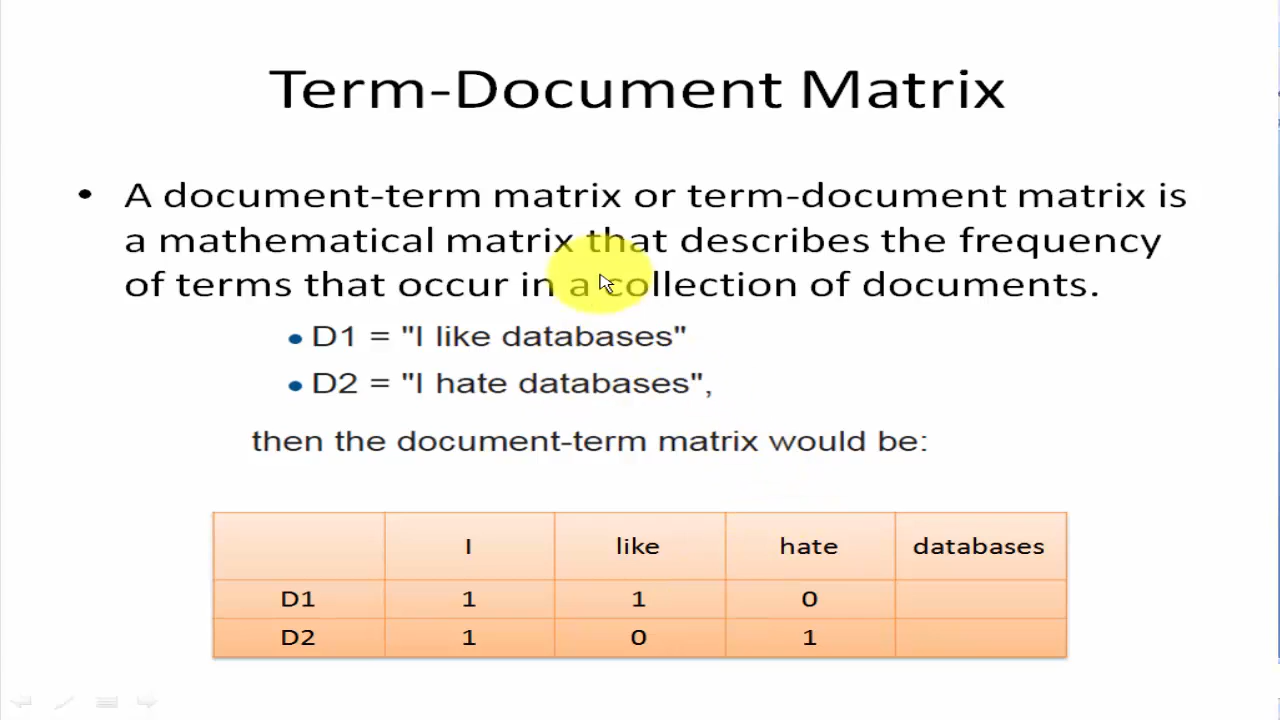 Term-Document Matrix
• A document-term matrix or term-document matrix is
a mathematical matrix that describes the frequency
of terms that occur in a collection of documents.
• D1 = "I like databases"
• D2 = "I hate databases",
then the document-term matrix would be:
I like hate databases
D1 1 1 0
D2 1 0 1